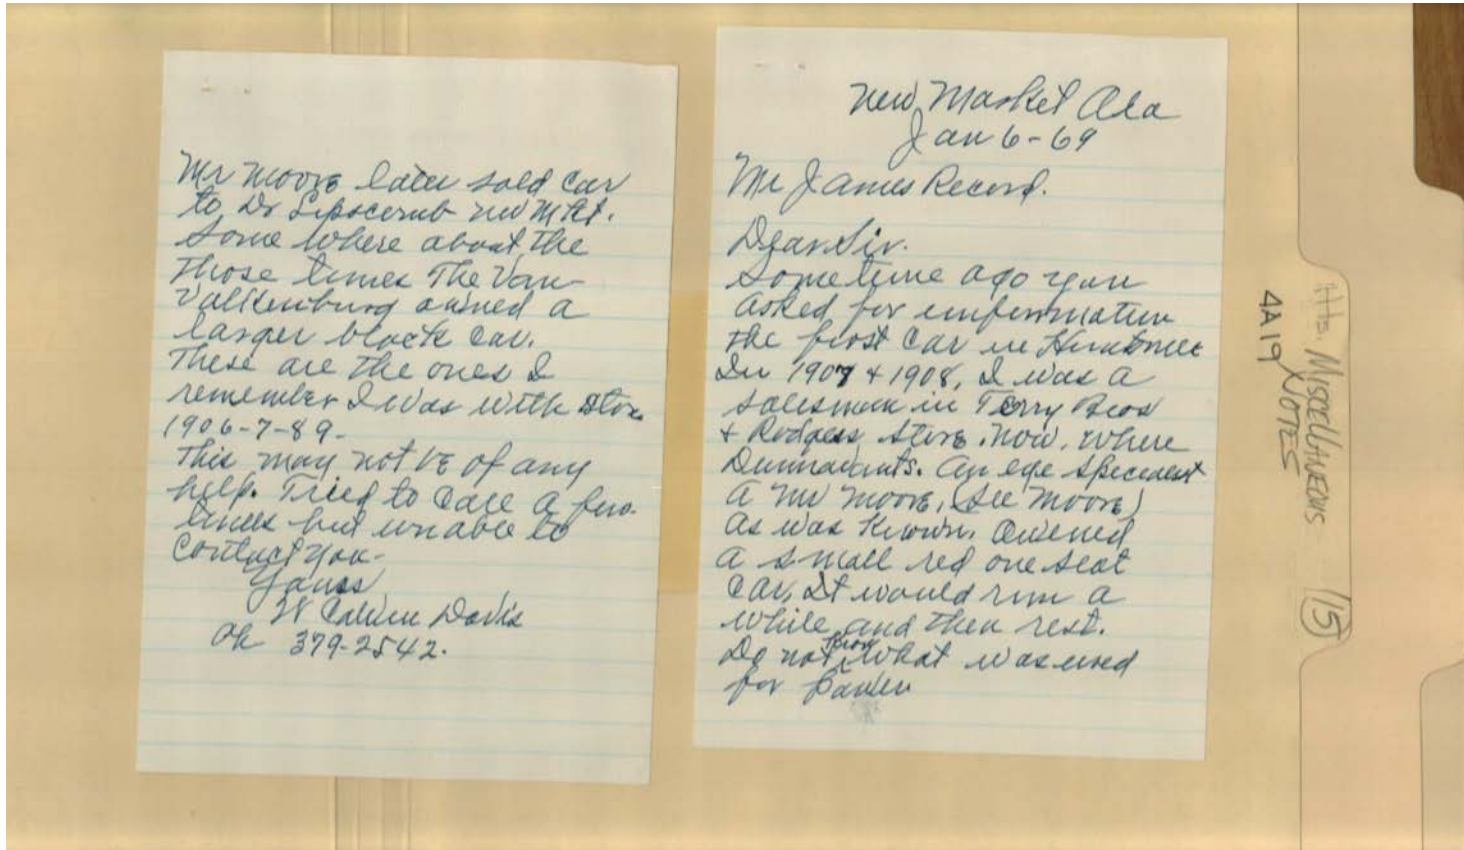 New Market Ala
Jan 6-69
Mr James Record.
Dear Sir.
Sometime ago you
asked for information
the first car in Huntsville
In 1907 & 1908, I was a
salesman in Terry Bros
& Rodgers Store. Now, where
Dunnavants. An eye specialist
a Mr Moore, (See Moore)
as was known. Owened
a small red one seat
car, It would run a
while, and then rest.
Do not know what was used
for power
Mr Moore later sold car
to Dr Lipscomb New Mkt.
Some where about the
those times The Van-
Valkenburg owned a
larger black car.
These are the ones I
remember I was with Store
1906-7-89-
This may not be of any
help. Tried to call a few
times but unable to
contact you-
Yours
W Davis
Ph 379-2542.
Hts. Miscellaneous
Notes
4A19
15